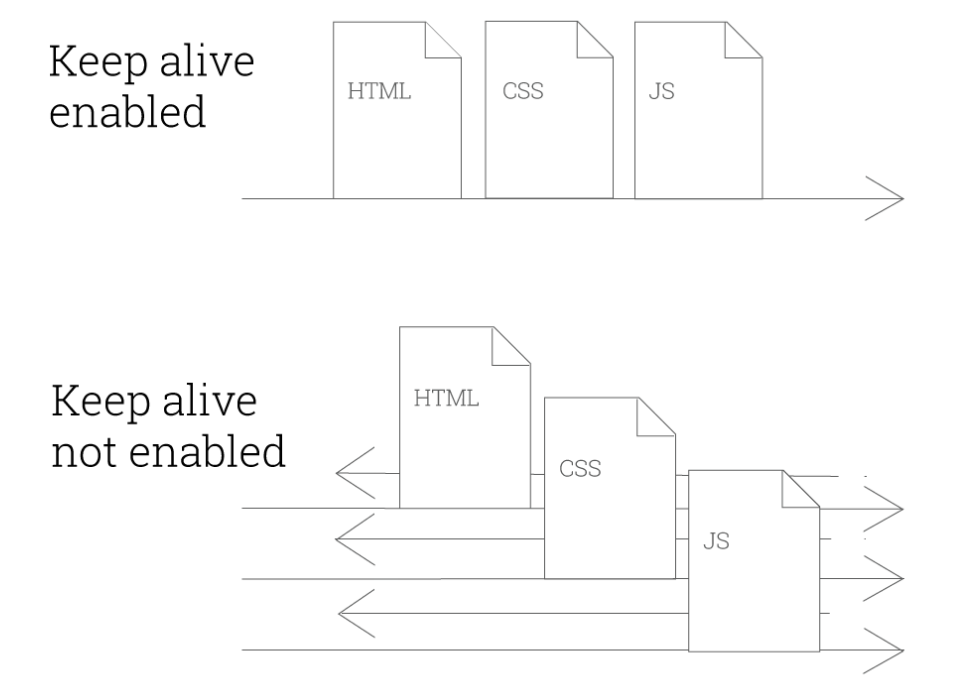 Keep alive
enabled
HTML
CSS
JS
Keep alive
not enabled
HTML
CSS
JS